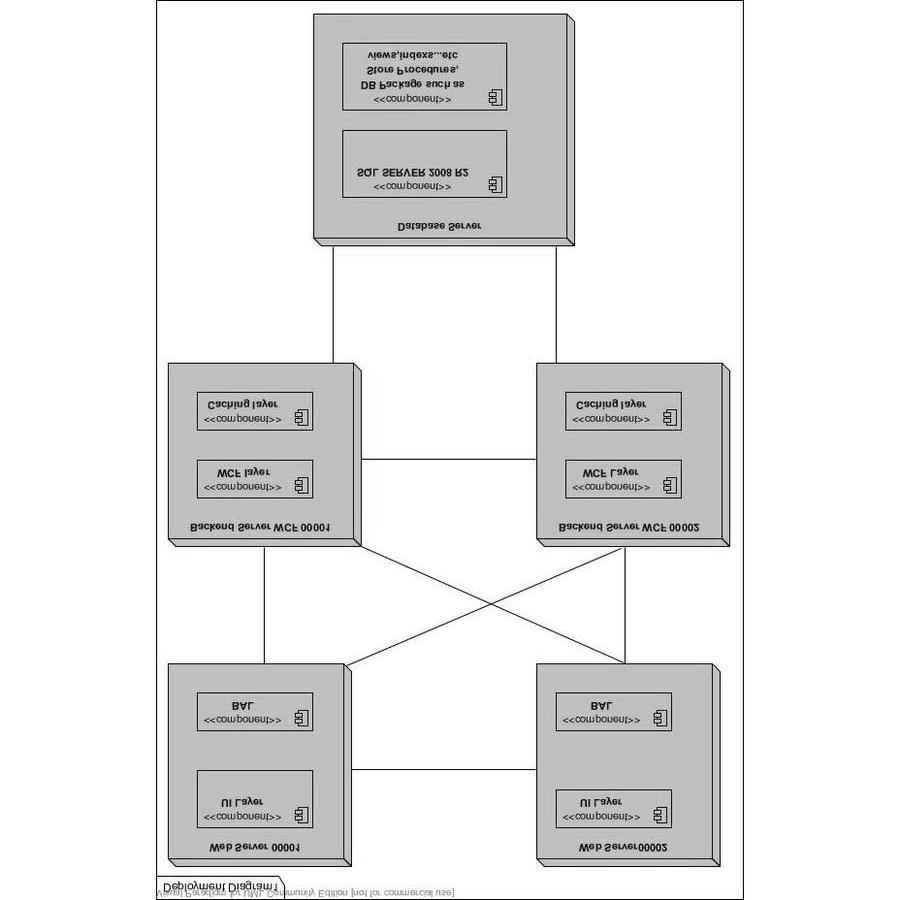 Visual Paradigm for UML Community Edition [not for commercial use]
Deployment Diagram1
Web Server 00001
<<component>>
UI Layer
<<component>>
BAL
Web Server00002
<<component>>
UI Layer
<<component>>
BAL
Backend Server WCF 00001
<<component>>
WCF layer
<<component>>
Caching layer
Backend Server WCF 00002
<<component>>
WCF Layer
<<component>>
Caching layer
Database Server
<<component>>
SQL SERVER 2008 R2
<<component>>
DB Package such as
Store Procedures,
views,indexs...etc